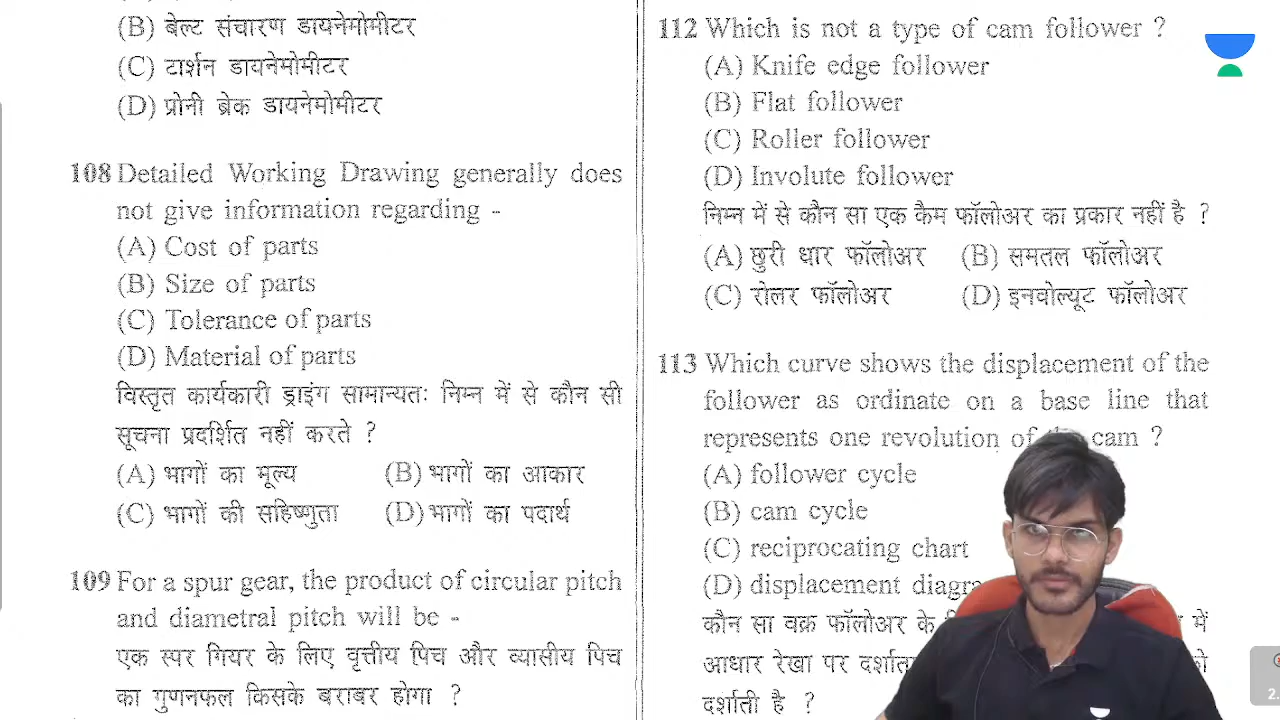 (B) बेल्ट संचारण डायनेमोमीटर
(C) टार्शन डायनेमोमीटर
(D) प्रोनी ब्रेक डायनेमोमीटर
108 Detailed Working Drawing generally does
not give information regarding -
(A) Cost of parts
(B) Size of parts
(C) Tolerance of parts
(D) Material of parts
विस्तृत कार्यकारी ड्राइंग सामान्यतः निम्न में से कौन सी
सूचना प्रदर्शित नहीं करते ?
(A) भागों का मूल्य (B) भागों का आकार
(C) भागों की सहिष्णुता (D) भागों का पदार्थ
109 For a spur gear, the product of circular pitch
and diametral pitch will be -
एक स्पर गियर के लिए वृत्तीय पिच और व्यासीय पिच
का गुणनफल किसके बराबर होगा ?
112 Which is not a type of cam follower ?
(A) Knife edge follower
(B) Flat follower
(C) Roller follower
(D) Involute follower
निम्न में से कौन सा एक कैम फॉलोअर का प्रकार नहीं है ?
(A) छुरी धार फॉलोअर (B) समतल फॉलोअर
(C) रोलर फॉलोअर (D) इनवोल्यूट फॉलोअर
113 Which curve shows the displacement of the
follower as ordinate on a base line that
represents one revolution of the cam ?
(A) follower cycle
(B) cam cycle
(C) reciprocating chart
(D) displacement
कौन सा वक्र फॉलोअर के में
आधार रेखा पर
दर्शाती है ?
2.